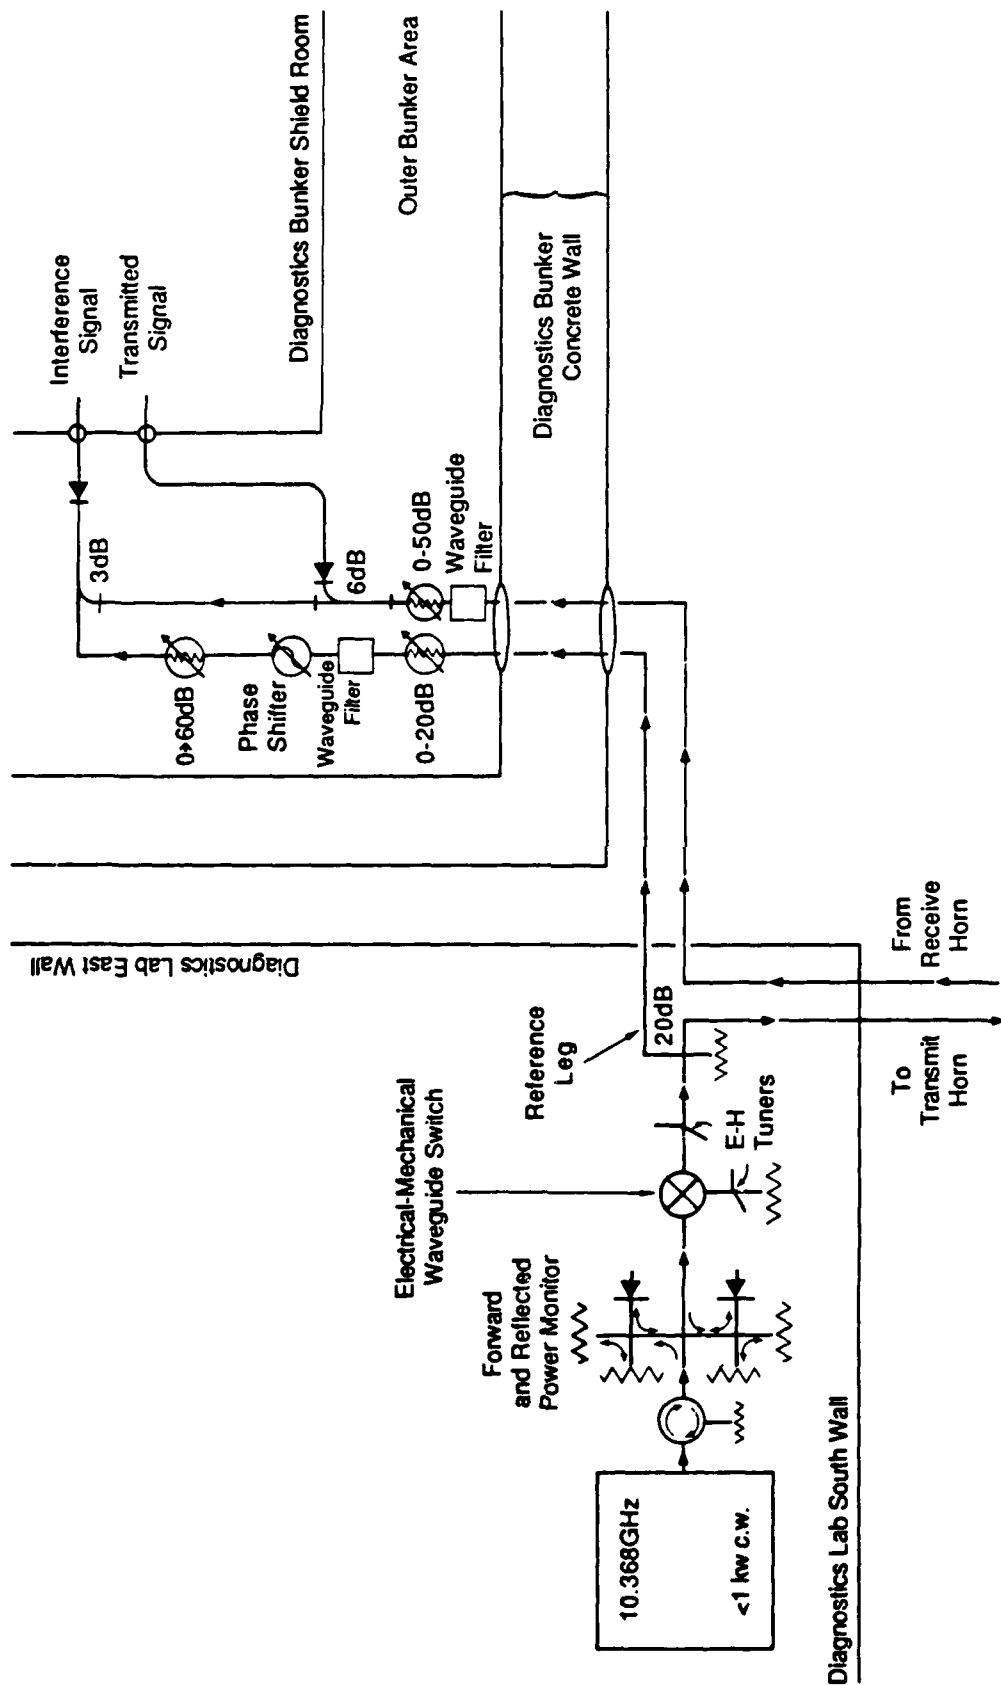 Interference
Signal
Transmitted
Signal
Diagnostics Bunker Shield Room
Outer Bunker Area
Diagnostics Bunker
Concrete Wall
3dB
6dB
0-50dB
Waveguide
Filter
0→60dB
Phase
Shifter
Waveguide
Filter
0-20dB
Diagnostics Lab East Wall
Reference
Leg
20dB
From
Receive
Horn
To
Transmit
Horn
E-H
Tuners
Electrical-Mechanical
Waveguide Switch
Forward
and Reflected
Power Monitor
10.368GHz
<1 kw c.w.
Diagnostics Lab South Wall